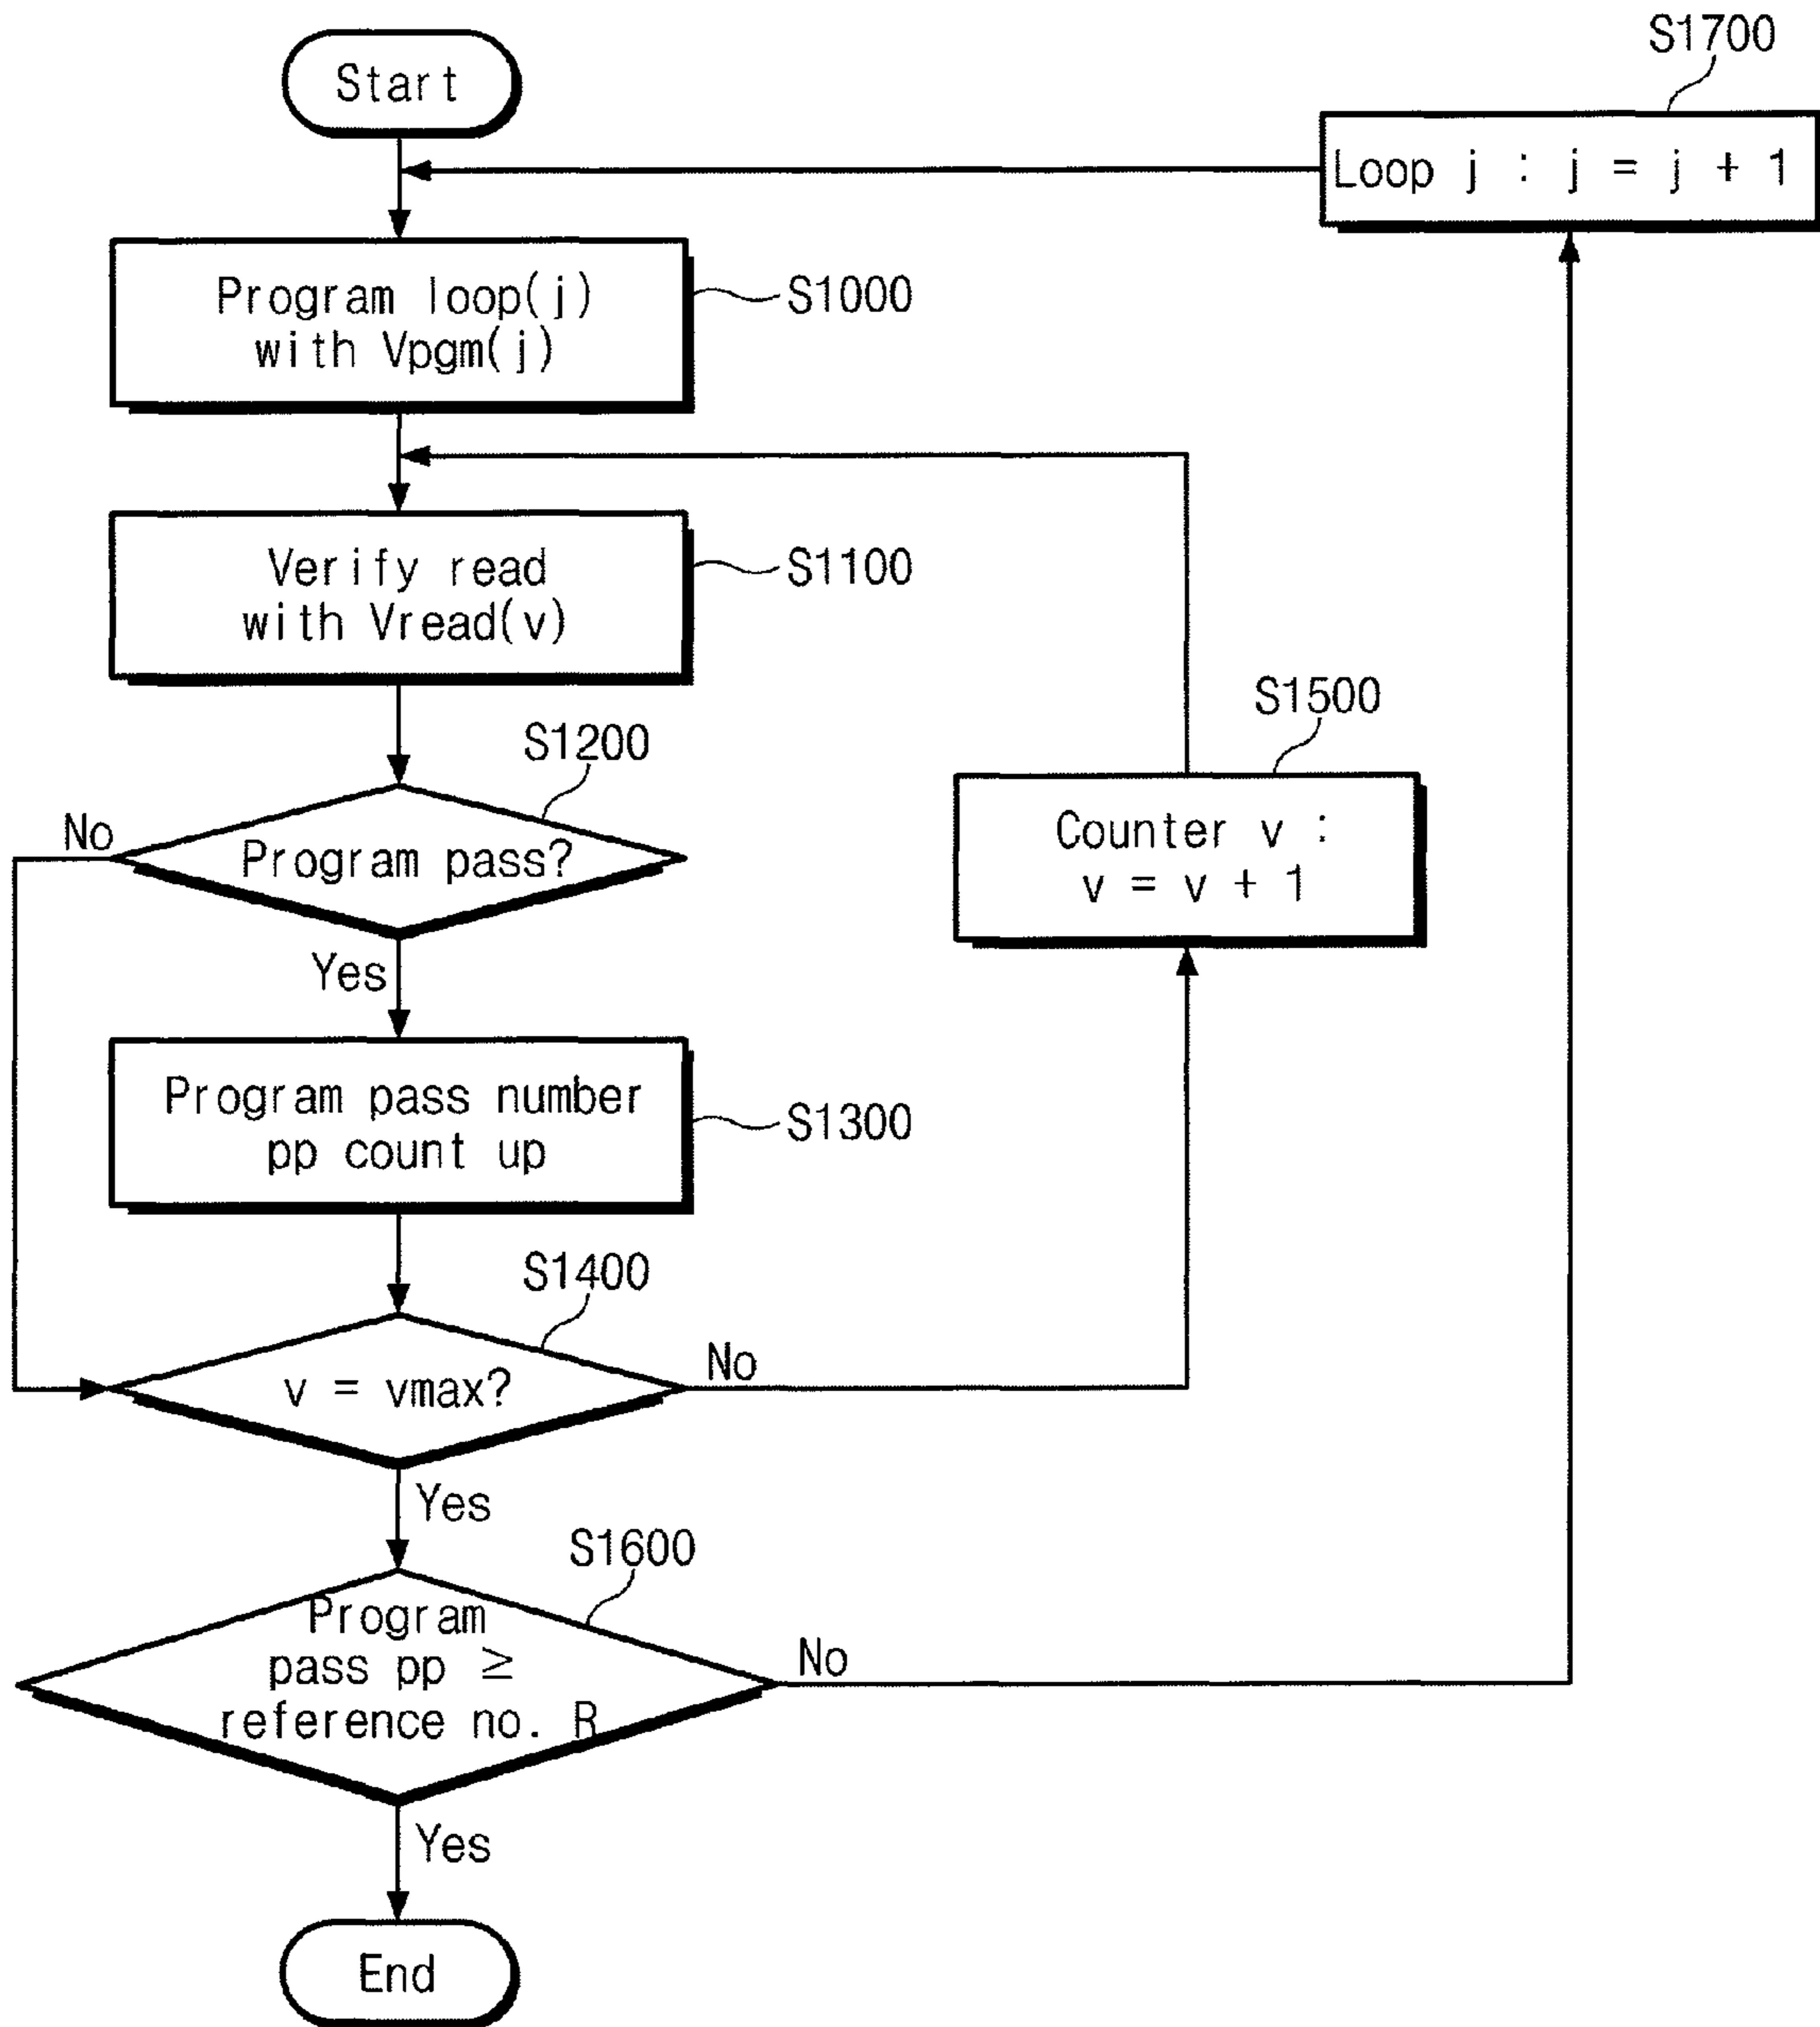 Start
S1700
Loop j : j = j + 1
Program loop(j)
with Vpgm(j)
S1000
Verify read
with Vread(v)
S1100
S1200
No
Program pass?
Yes
S1500
Counter v :
v = v + 1
Program pass number
pp count up
S1300
S1400
v = vmax?
No
Yes
S1600
Program
pass pp ≥
reference no. R
No
Yes
End